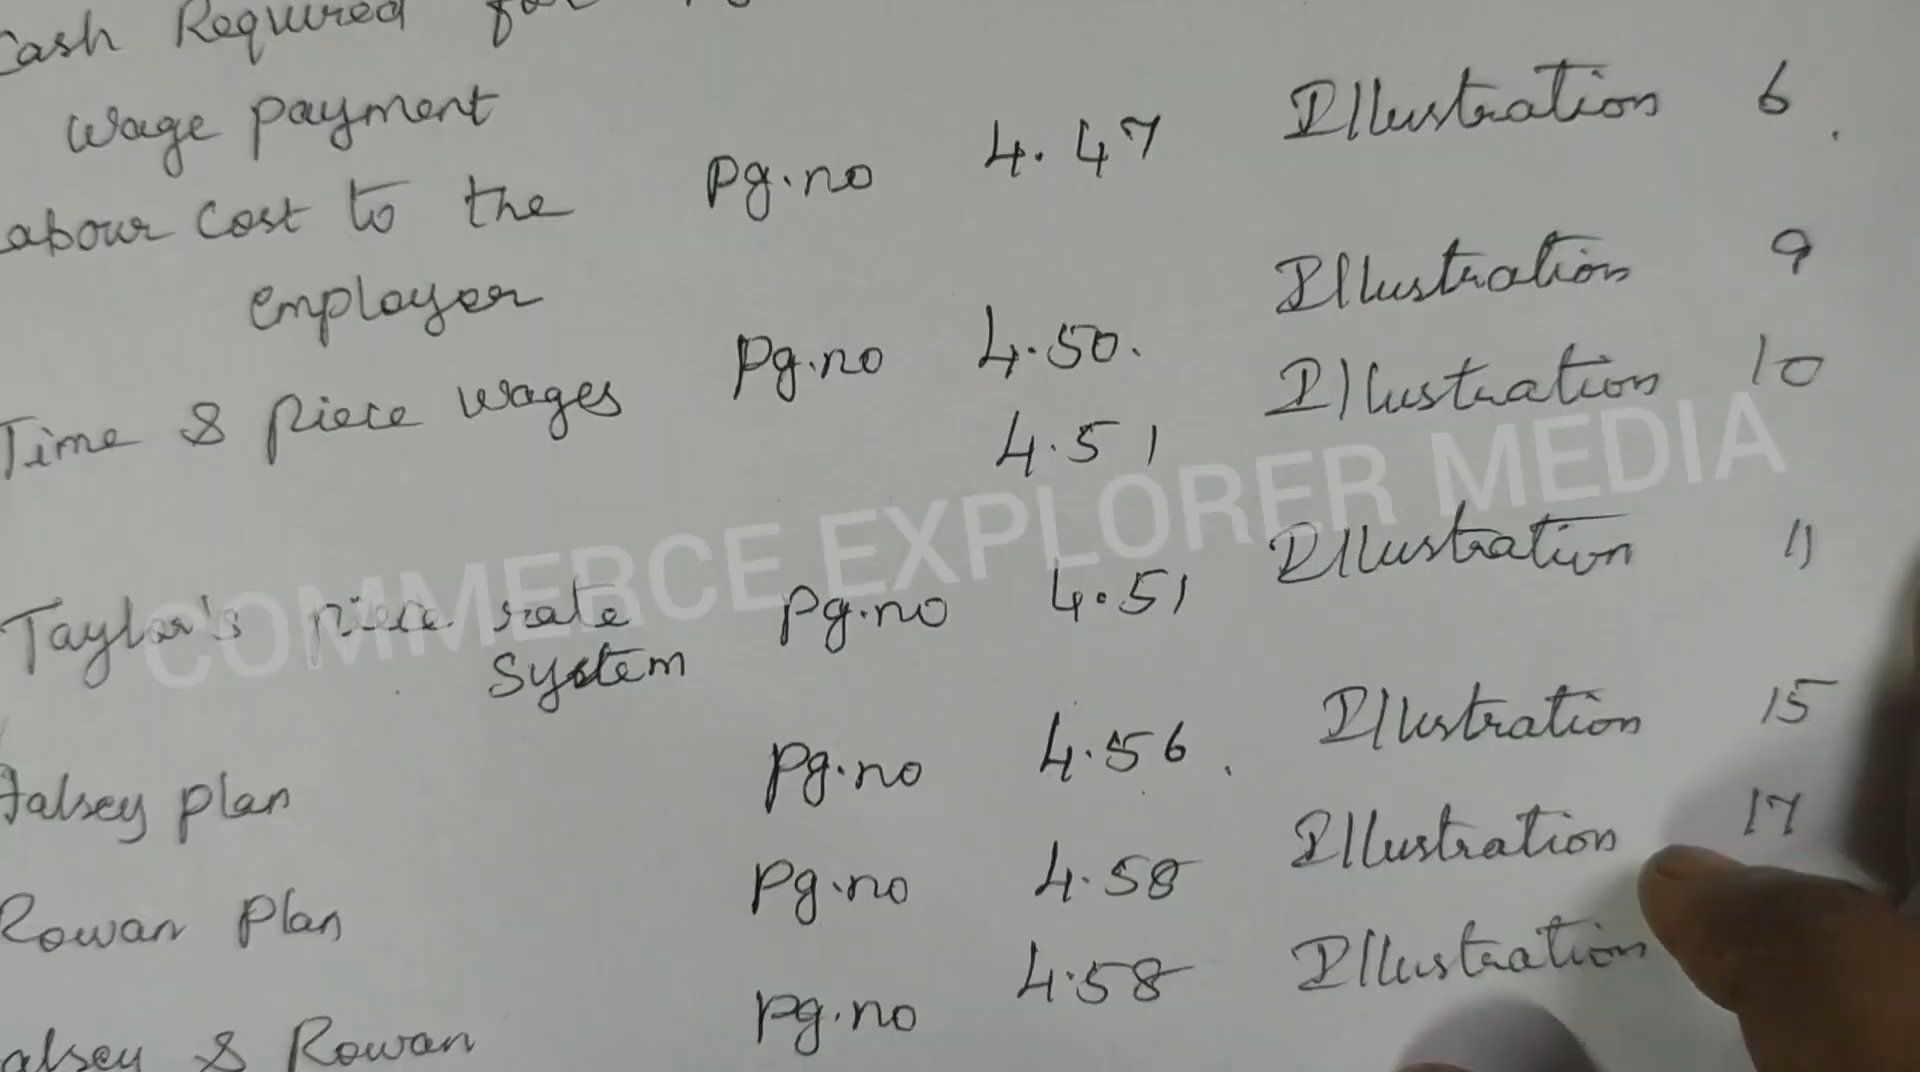 Cash Required for
wage payment
abour cost to the Pg.no 4.47 Illustration 6.
employer
Time & piece wages Pg.no 4.50. Illustration 9
4.51 Illustration 10
Taylor's piece rate Pg.no 4.51 Illustration 11
system
Halsey plan Pg.no 4.56. Illustration 15
Rowan plan Pg.no 4.58 Illustration 17
alsey & Rowan Pg.no 4.58 Illustration
COMMERCE EXPLORER MEDIA